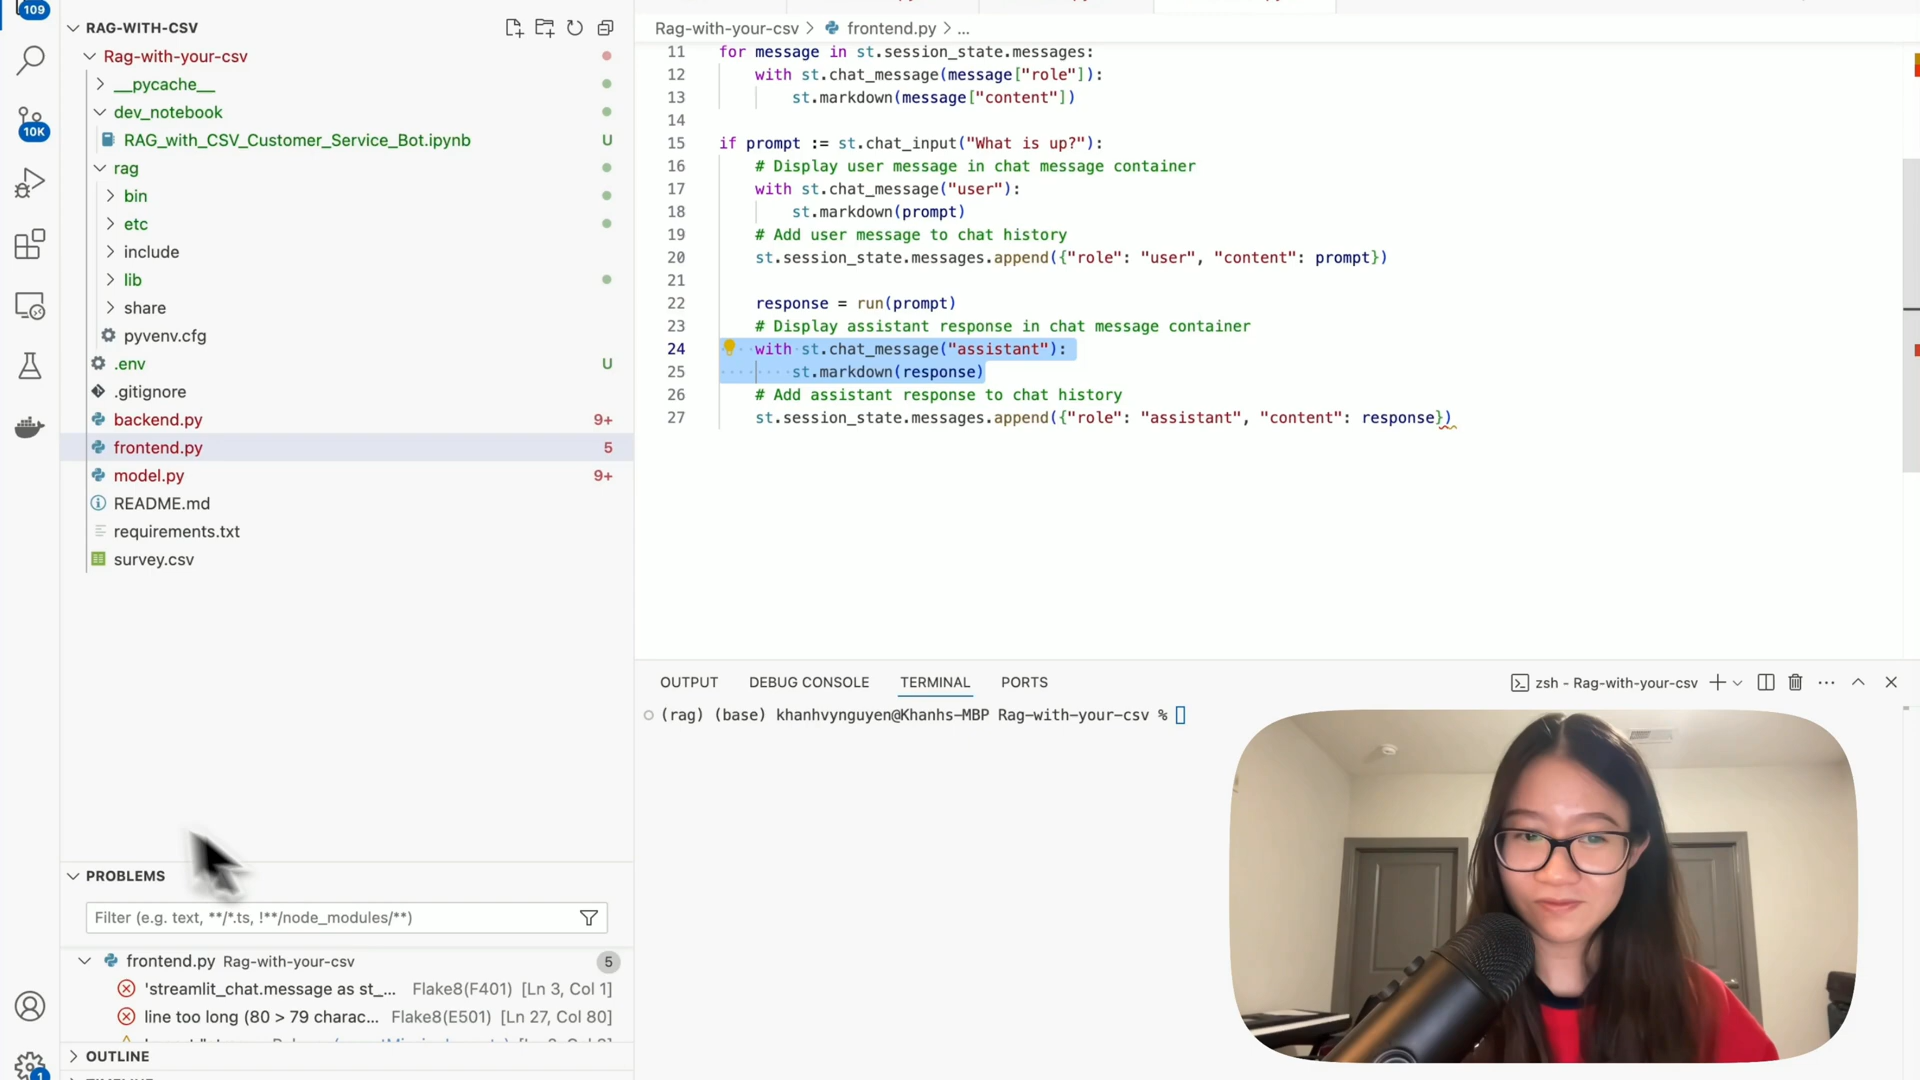 109
RAG-WITH-CSV
Rag-with-your-csv
__pycache__
dev_notebook
10K
RAG_with_CSV_Customer_Service_Bot.ipynb U
rag
bin
etc
include
lib
share
pyvenv.cfg
.env U
.gitignore
backend.py 9+
frontend.py 5
model.py 9+
README.md
requirements.txt
survey.csv
PROBLEMS
Filter (e.g. text, **/*.ts, !**/node_modules/**)
frontend.py Rag-with-your-csv 5
'streamlit_chat.message as st_... Flake8(F401) [Ln 3, Col 1]
line too long (80 > 79 charac... Flake8(E501) [Ln 27, Col 80]
OUTLINE
1
Rag-with-your-csv > frontend.py > ...
11 for message in st.session_state.messages:
12 with st.chat_message(message["role"]):
13 st.markdown(message["content"])
14
15 if prompt := st.chat_input("What is up?"):
16 # Display user message in chat message container
17 with st.chat_message("user"):
18 st.markdown(prompt)
19 # Add user message to chat history
20 st.session_state.messages.append({"role": "user", "content": prompt})
21
22 response = run(prompt)
23 # Display assistant response in chat message container
24 with st.chat_message("assistant"):
25 st.markdown(response)
26 # Add assistant response to chat history
27 st.session_state.messages.append({"role": "assistant", "content": response})
OUTPUT DEBUG CONSOLE TERMINAL PORTS zsh - Rag-with-your-csv
(rag) (base) khanhvynguyen@Khanhs-MBP Rag-with-your-csv %